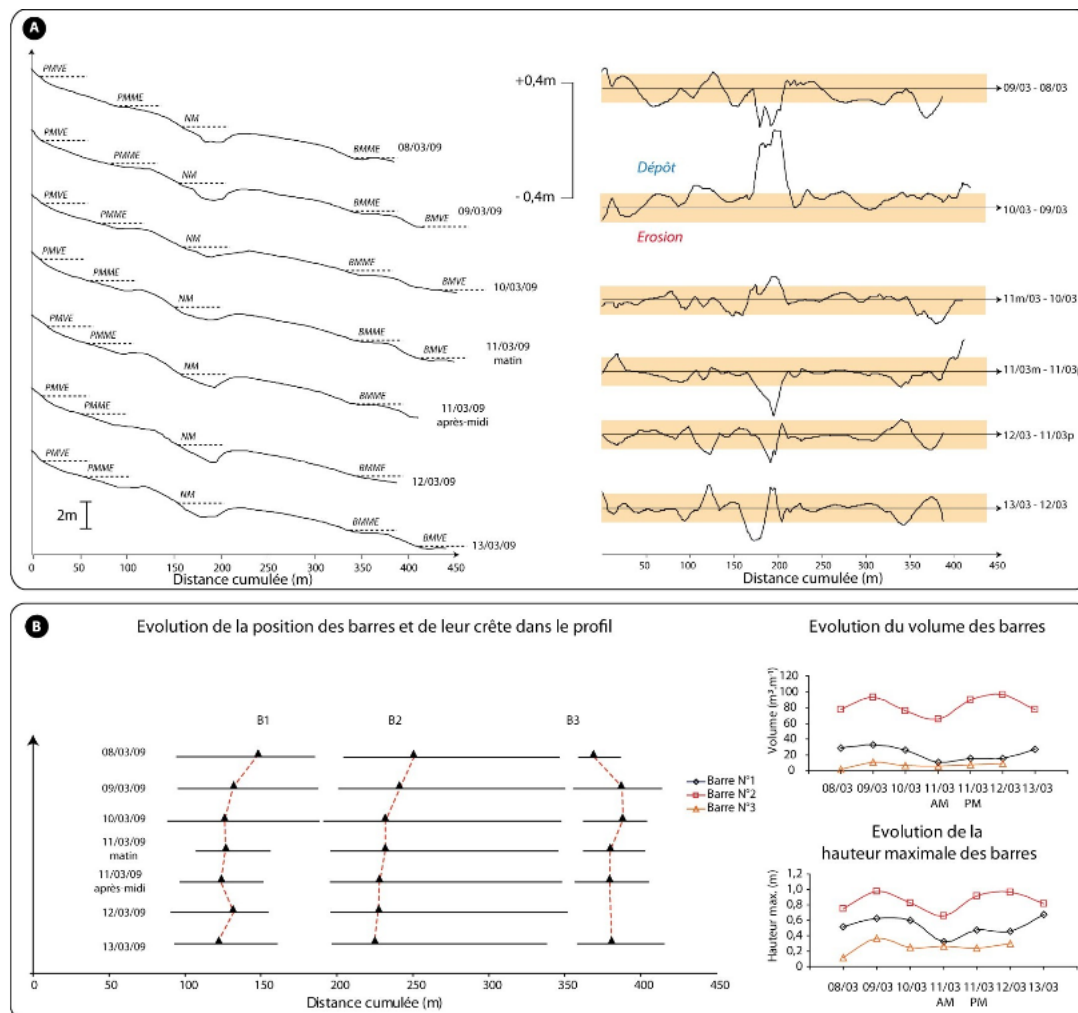 A
PMVE
PMME
NM
BMME
08/03/09
PMVE
PMME
NM
BMME
BMVE
09/03/09
PMVE
PMME
NM
BMME
BMVE
10/03/09
PMVE
PMME
NM
BMME
BMVE
11/03/09
matin
PMVE
PMME
NM
BMME
11/03/09
après-midi
PMVE
PMME
NM
BMME
12/03/09
PMVE
PMME
NM
BMME
BMVE
13/03/09
2m
0 50 100 150 200 250 300 350 400 450
Distance cumulée (m)
+0,4m
- 0,4m
Dépôt
Erosion
09/03 - 08/03
10/03 - 09/03
11m/03 - 10/03
11/03m - 11/03p
12/03 - 11/03p
13/03 - 12/03
50 100 150 200 250 300 350 400 450
Distance cumulée (m)
B
Evolution de la position des barres et de leur crête dans le profil
B1 B2 B3
08/03/09
09/03/09
10/03/09
11/03/09
matin
11/03/09
après-midi
12/03/09
13/03/09
0 50 100 150 200 250 300 350 400 450
Distance cumulée (m)
Evolution du volume des barres
Volume (m³.m⁻¹)
120
100
80
60
40
20
0
08/03 09/03 10/03 11/03 11/03 12/03 13/03
AM PM
Barre N°1
Barre N°2
Barre N°3
Evolution de la
hauteur maximale des barres
Hauteur max. (m)
1,2
1,0
0,8
0,6
0,4
0,2
0
08/03 09/03 10/03 11/03 11/03 12/03 13/03
AM PM